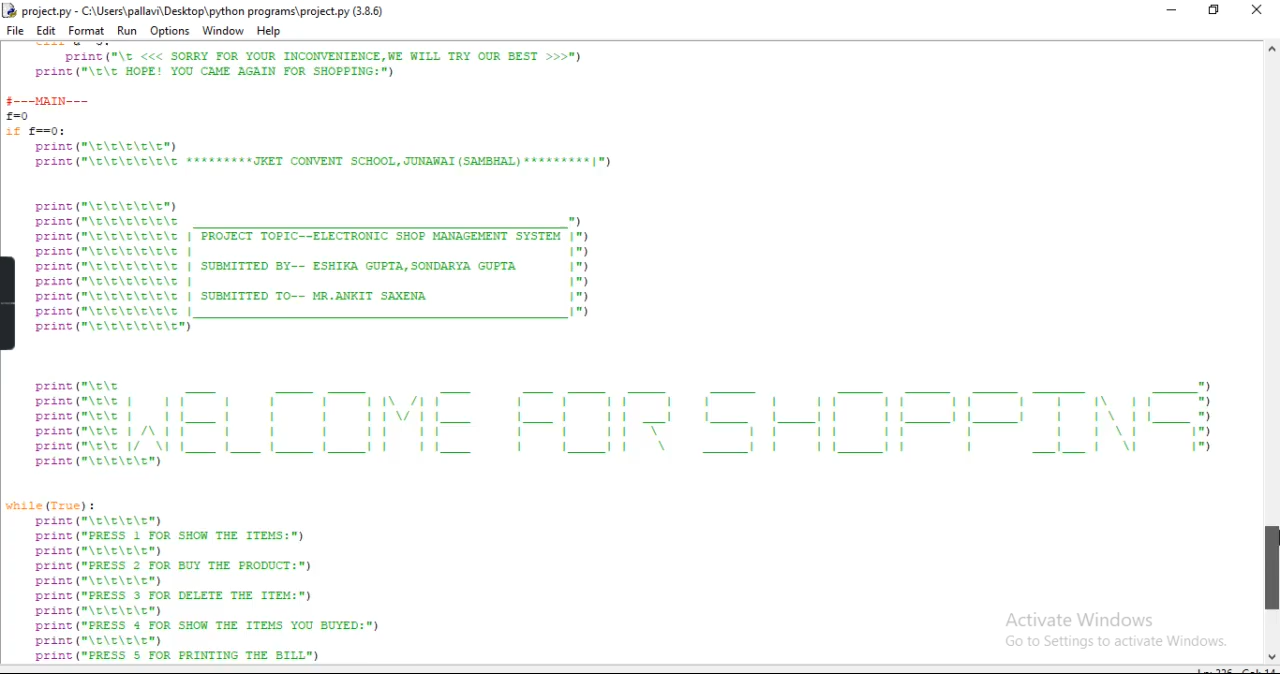 project.py - C:\Users\pallavi\Desktop\python programs\project.py (3.8.6)
File Edit Format Run Options Window Help
print("\t <<< SORRY FOR YOUR INCONVENIENCE,WE WILL TRY OUR BEST >>>")
print("\t\t HOPE! YOU CAME AGAIN FOR SHOPPING:")
#---MAIN---
f=0
if f==0:
print("\t\t\t\t\t")
print("\t\t\t\t\t\t *********JKET CONVENT SCHOOL,JUNAWAI(SAMBHAL)*********|")
print("\t\t\t\t\t")
print("\t\t\t\t\t\t __________________________________________________")
print("\t\t\t\t\t\t | PROJECT TOPIC--ELECTRONIC SHOP MANAGEMENT SYSTEM |")
print("\t\t\t\t\t\t |                                                  |")
print("\t\t\t\t\t\t | SUBMITTED BY-- ESHIKA GUPTA,SONDARYA GUPTA       |")
print("\t\t\t\t\t\t |                                                  |")
print("\t\t\t\t\t\t | SUBMITTED TO-- MR.ANKIT SAXENA                   |")
print("\t\t\t\t\t\t |__________________________________________________|")
print("\t\t\t\t\t\t")
WELCOME FOR SHOPPING
print("\t\t\t\t")
while(True):
print("\t\t\t\t")
print("PRESS 1 FOR SHOW THE ITEMS:")
print("\t\t\t\t")
print("PRESS 2 FOR BUY THE PRODUCT:")
print("\t\t\t\t")
print("PRESS 3 FOR DELETE THE ITEM:")
print("\t\t\t\t")
print("PRESS 4 FOR SHOW THE ITEMS YOU BUYED:")
print("\t\t\t\t")
print("PRESS 5 FOR PRINTING THE BILL")
Activate Windows
Go to Settings to activate Windows.